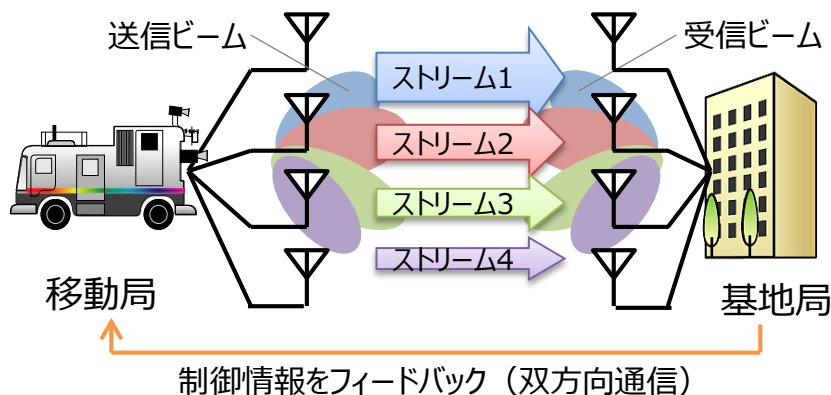 送信ビーム
受信ビーム
ストリーム1
ストリーム2
ストリーム3
ストリーム4
移動局
基地局
制御情報をフィードバック（双方向通信）